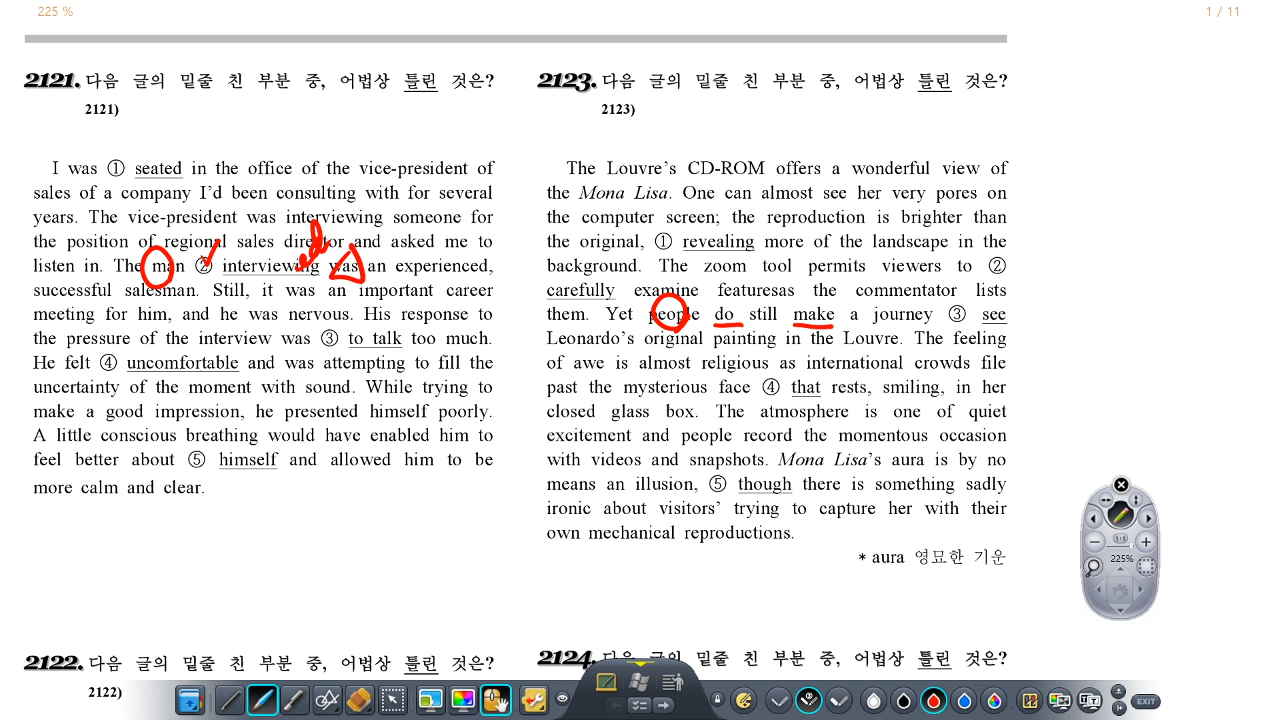 225 %
1 / 11
2121. 다음 글의 밑줄 친 부분 중, 어법상 틀린 것은?
2121)
I was ① seated in the office of the vice-president of
sales of a company I'd been consulting with for several
years. The vice-president was interviewing someone for
the position of regional sales director and asked me to
listen in. The man ② interviewing was an experienced,
ed
successful salesman. Still, it was an important career
meeting for him, and he was nervous. His response to
the pressure of the interview was ③ to talk too much.
He felt ④ uncomfortable and was attempting to fill the
uncertainty of the moment with sound. While trying to
make a good impression, he presented himself poorly.
A little conscious breathing would have enabled him to
feel better about ⑤ himself and allowed him to be
more calm and clear.
2122. 다음 글의 밑줄 친 부분 중, 어법상 틀린 것은?
2122)
2123. 다음 글의 밑줄 친 부분 중, 어법상 틀린 것은?
2123)
The Louvre's CD-ROM offers a wonderful view of
the Mona Lisa. One can almost see her very pores on
the computer screen; the reproduction is brighter than
the original, ① revealing more of the landscape in the
background. The zoom tool permits viewers to ②
carefully examine featuresas the commentator lists
them. Yet people do still make a journey ③ see
Leonardo's original painting in the Louvre. The feeling
of awe is almost religious as international crowds file
past the mysterious face ④ that rests, smiling, in her
closed glass box. The atmosphere is one of quiet
excitement and people record the momentous occasion
with videos and snapshots. Mona Lisa's aura is by no
means an illusion, ⑤ though there is something sadly
ironic about visitors' trying to capture her with their
own mechanical reproductions.
* aura 영묘한 기운
2124. 다음 글의 밑줄 친 부분 중, 어법상 틀린 것은?
1:1
225%
EXIT